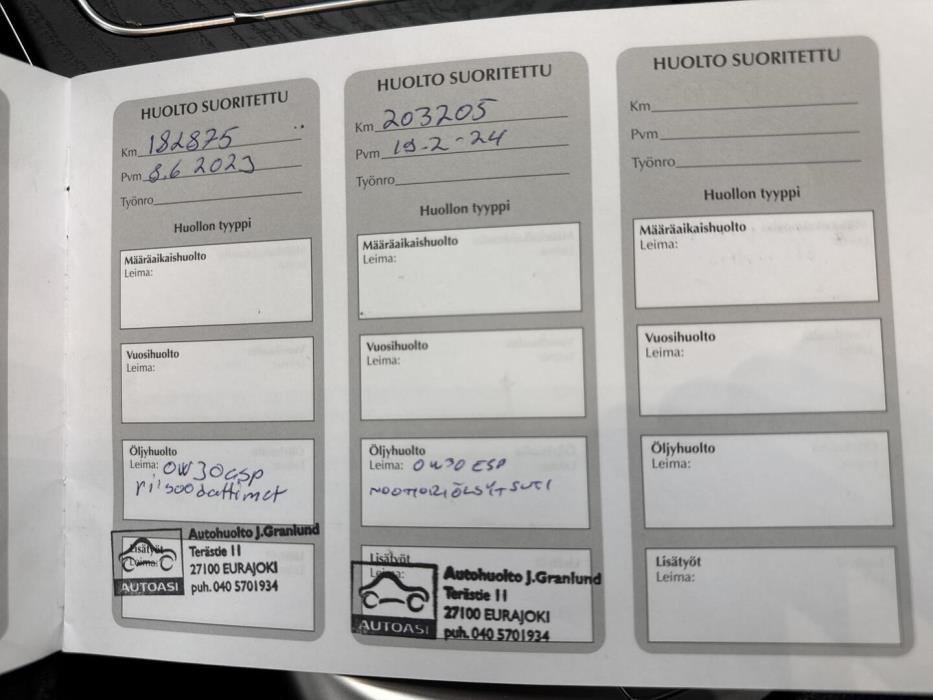 HUOLTO SUORITETTU
Km 182875
Pvm 8.6 2023
Työnro
Huollon tyyppi
Määräaikaishuolto
Leima:
Vuosihuolto
Leima:
Öljyhuolto
Leima: 0W30 ESP
Lisätyöt
Leima:
AUTOASI
Autohuolto J.Granlund
Terästie 11
27100 EURAJOKI
puh. 040 5701934
HUOLTO SUORITETTU
Km 203205
Pvm 19-2-24
Työnro
Huollon tyyppi
Määräaikaishuolto
Leima:
Vuosihuolto
Leima:
Öljyhuolto
Leima: 0W30 ESP
Lisätyöt
Leima:
AUTOASI
Autohuolto J.Granlund
Terästie 11
27100 EURAJOKI
puh. 040 5701934
HUOLTO SUORITETTU
Km
Pvm
Työnro
Huollon tyyppi
Määräaikaishuolto
Leima:
Vuosihuolto
Leima:
Öljyhuolto
Leima:
Lisätyöt
Leima: